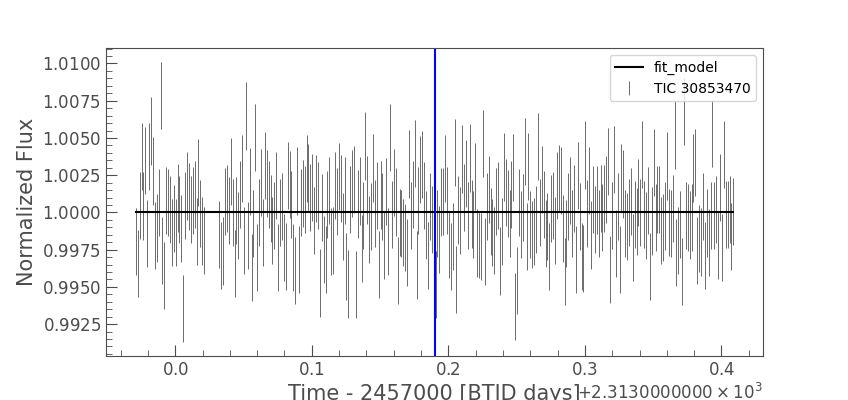 fit_model
TIC 30853470
1.0100
1.0075
1.0050
1.0025
1.0000
0.9975
0.9950
0.9925
Normalized Flux
0.0 0.1 0.2 0.3 0.4
Time - 2457000 [BTJD days]
+2.3130000000 × 10³